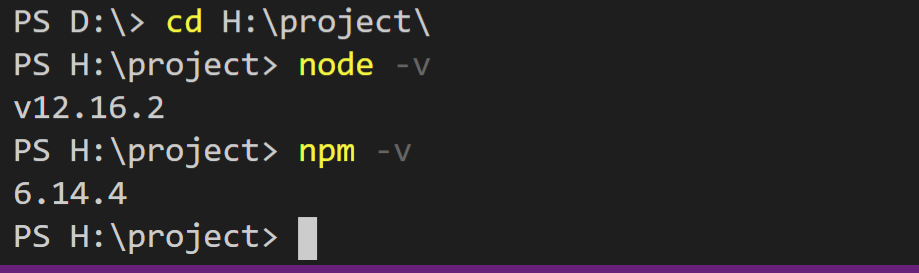 PS D:\> cd H:\project\
PS H:\project> node -v
v12.16.2
PS H:\project> npm -v
6.14.4
PS H:\project>